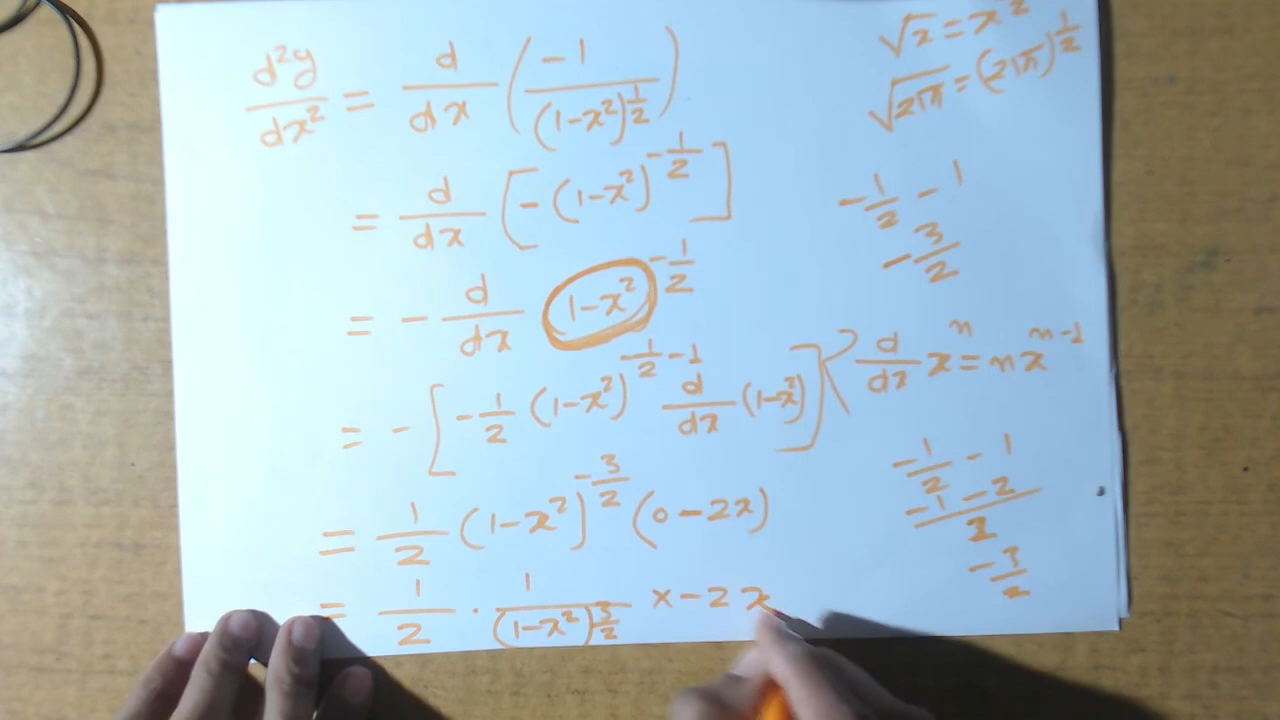 d²y/dx² = d/dx (-1/(1-x²)^1/2)
= d/dx [-(1-x²)^-1/2]
= - d/dx 1-x²^-1/2
= - [-1/2 (1-x²)^-1/2-1 d/dx (1-x²)]
= 1/2 (1-x²)^-3/2 (0-2x)
= 1/2 · 1/(1-x²)^3/2 × -2x
√x = x^2
√2π = (2π)^1/2
-1/2 - 1
-3/2
d/dx x^n = nx^n-1
-1/2 - 1
-1-2/2
-3/2